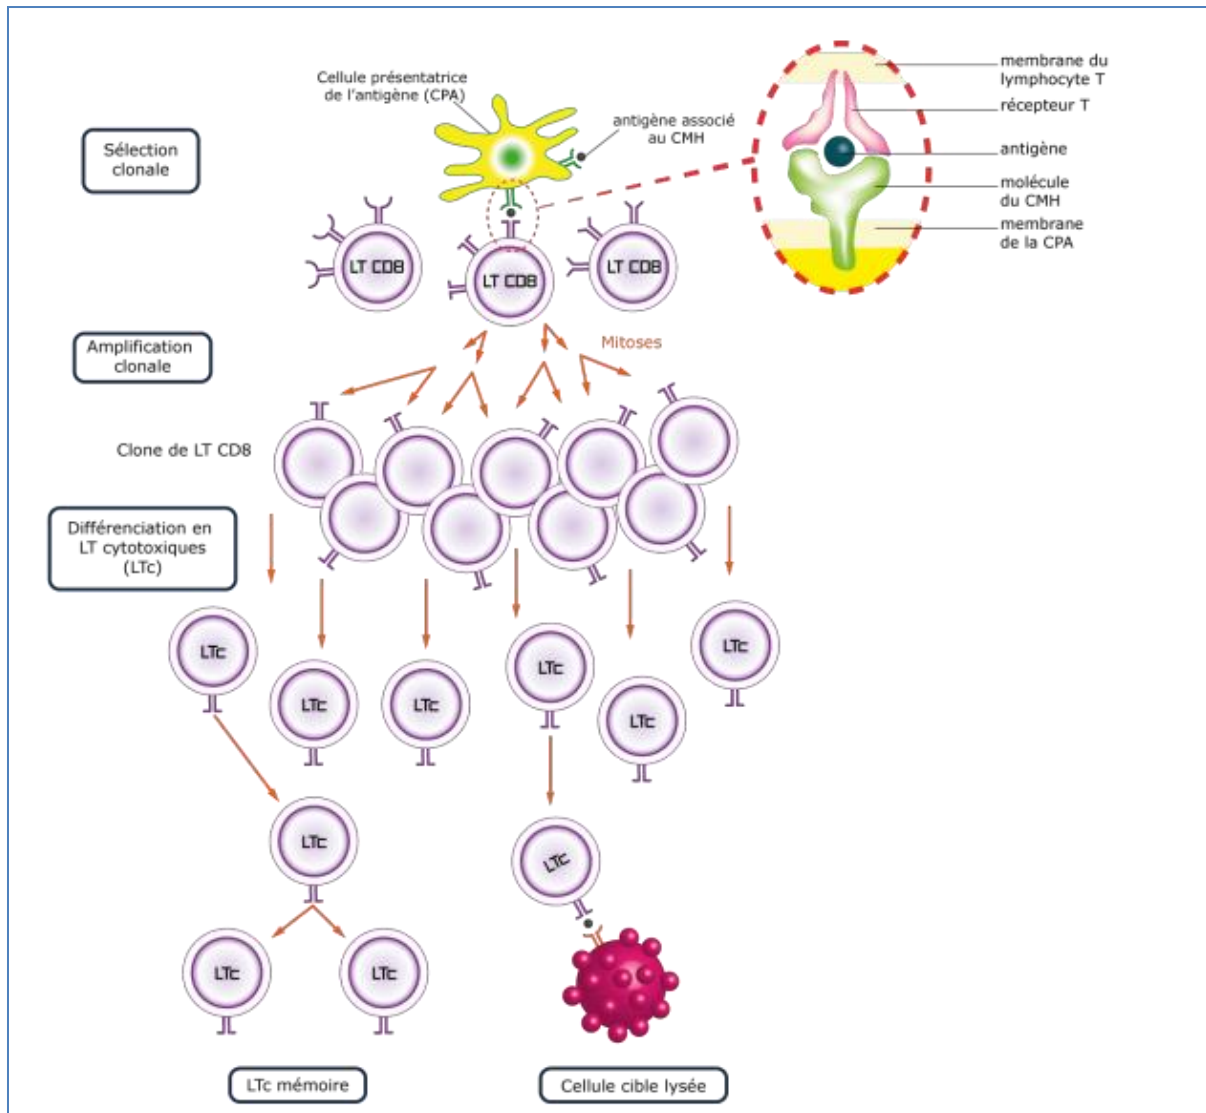 Cellule présentatrice
de l'antigène (CPA)
antigène associé
au CMH
membrane du
lymphocyte T
récepteur T
antigène
molécule
du CMH
membrane
de la CPA
Sélection
clonale
LT CD8
LT CD8
LT CD8
Amplification
clonale
Mitoses
Clone de LT CD8
Différenciation en
LT cytotoxiques
(LTc)
LTc
LTc
LTc
LTc
LTc
LTc
LTc
LTc
LTc
LTc
LTc mémoire
Cellule cible lysée